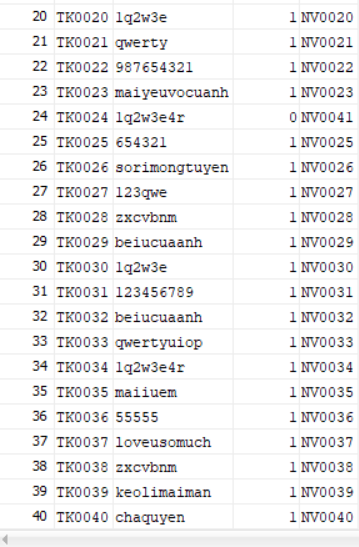 20 TK0020 1q2w3e 1 NV0020
21 TK0021 qwerty 1 NV0021
22 TK0022 987654321 1 NV0022
23 TK0023 maiyeuvocuanh 1 NV0023
24 TK0024 1q2w3e4r 0 NV0041
25 TK0025 654321 1 NV0025
26 TK0026 sorimongtuyen 1 NV0026
27 TK0027 123qwe 1 NV0027
28 TK0028 zxcvbnm 1 NV0028
29 TK0029 beiucuaanh 1 NV0029
30 TK0030 1q2w3e 1 NV0030
31 TK0031 123456789 1 NV0031
32 TK0032 beiucuaanh 1 NV0032
33 TK0033 qwertyuiop 1 NV0033
34 TK0034 1q2w3e4r 1 NV0034
35 TK0035 maiiuem 1 NV0035
36 TK0036 55555 1 NV0036
37 TK0037 loveusomuch 1 NV0037
38 TK0038 zxcvbnm 1 NV0038
39 TK0039 keolimaiman 1 NV0039
40 TK0040 chaquyen 1 NV0040